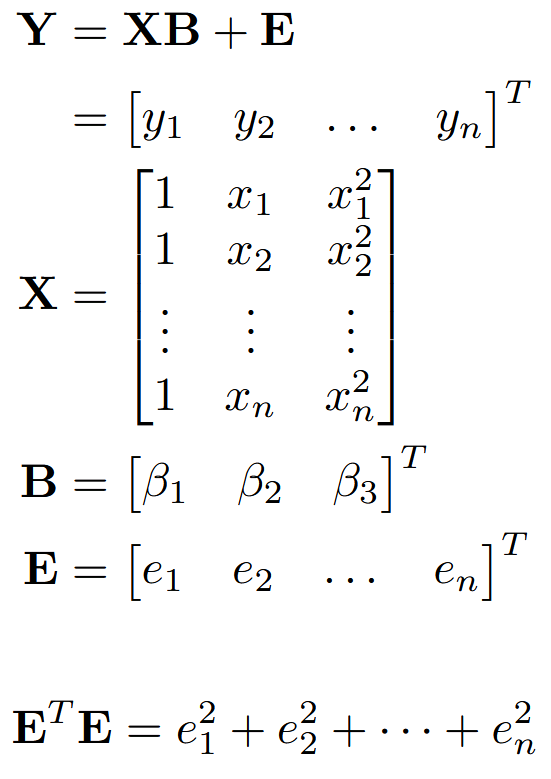 Y = XB + E
= [y₁ y₂ … yₙ]ᵀ
X = [1 x₁ x₁²
1 x₂ x₂²
⋮ ⋮ ⋮
1 xₙ xₙ²]
B = [β₁ β₂ β₃]ᵀ
E = [e₁ e₂ … eₙ]ᵀ
EᵀE = e₁² + e₂² + ⋯ + eₙ²